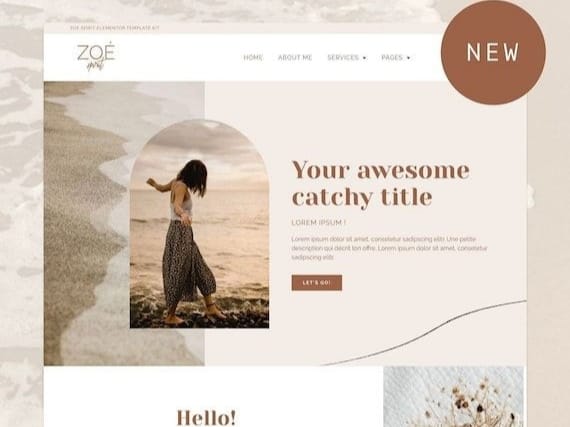 ZOE SPIRIT ELEMENTOR TEMPLATE KIT
ZOÉ
spirit
HOME ABOUT ME SERVICES PAGES
NEW
Your awesome
catchy title
LOREM IPSUM !
Lorem ipsum dolor sit amet, consetetur sadipscing elitr. Une petite
description qui décrit ton offre. Lorem ipsum dolor sit amet, consetetur
sadipscing elitr.
LET'S GO!
Hello!